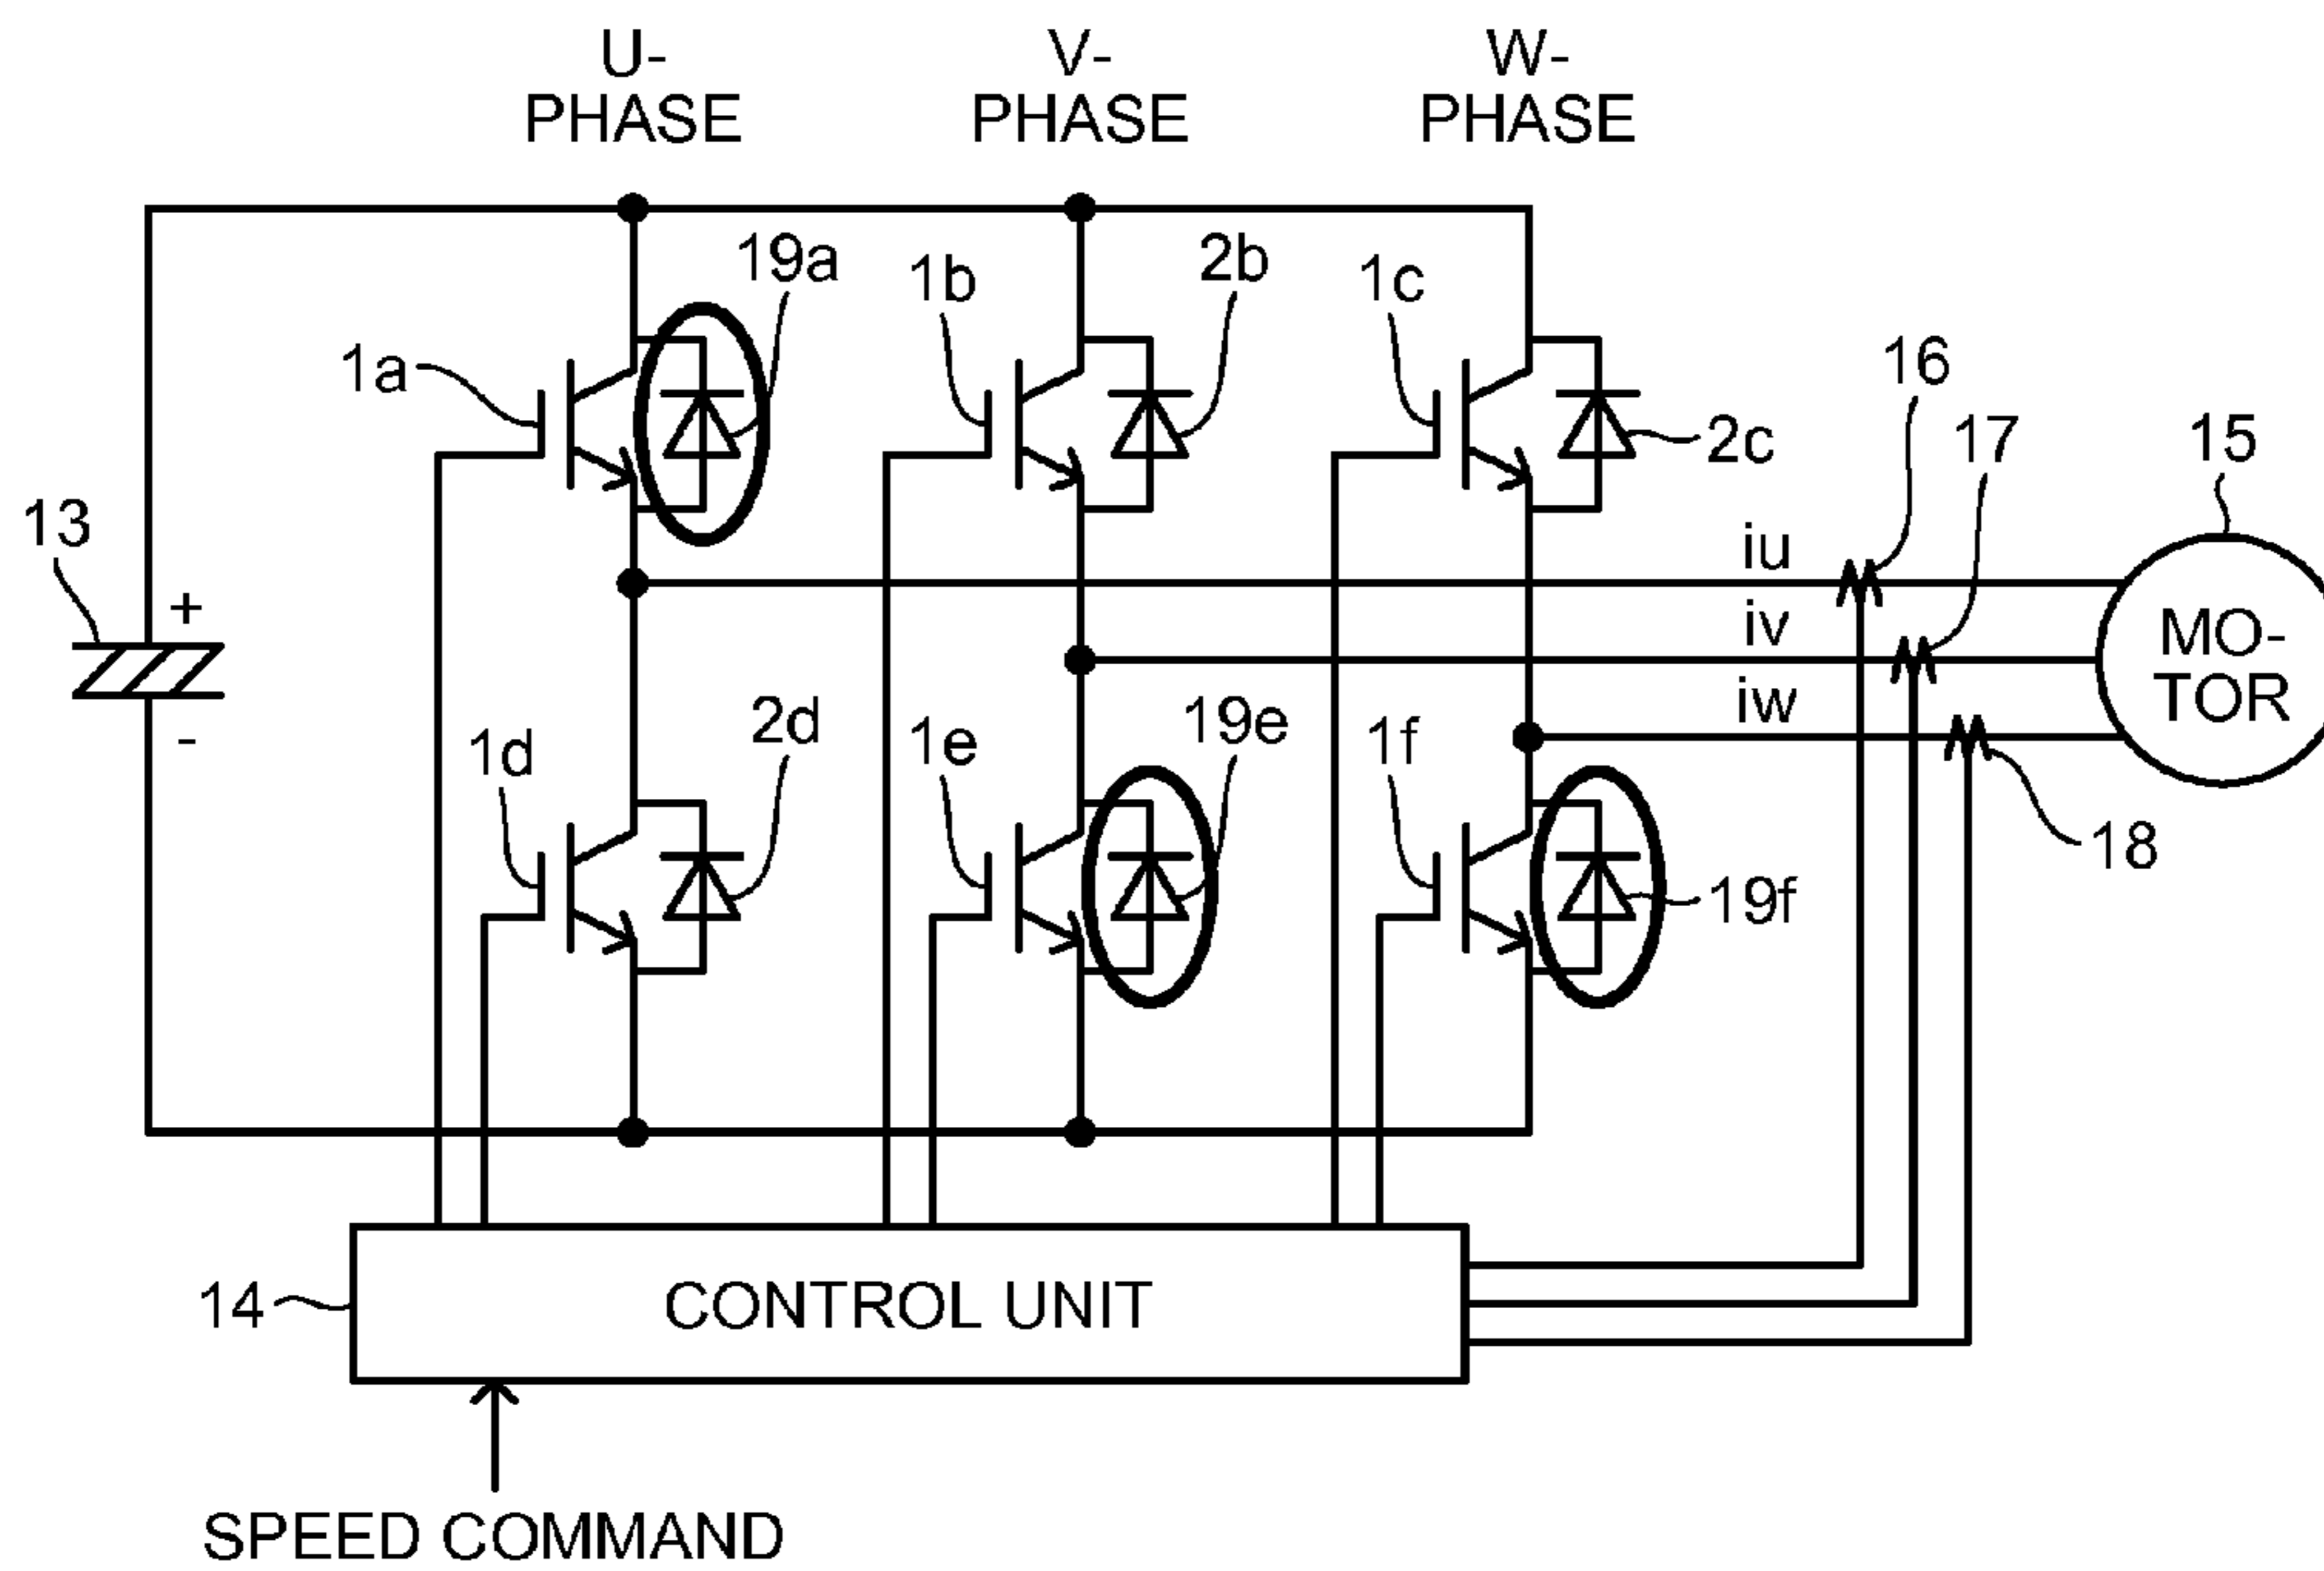 U- V- W-
PHASE PHASE PHASE
19a 1b 2b 1c
1a 16
17 15
2c
13
iu
+ iv MO-
iw TOR
- 1d 2d 1e 19e 1f
18
19f
14 CONTROL UNIT
SPEED COMMAND